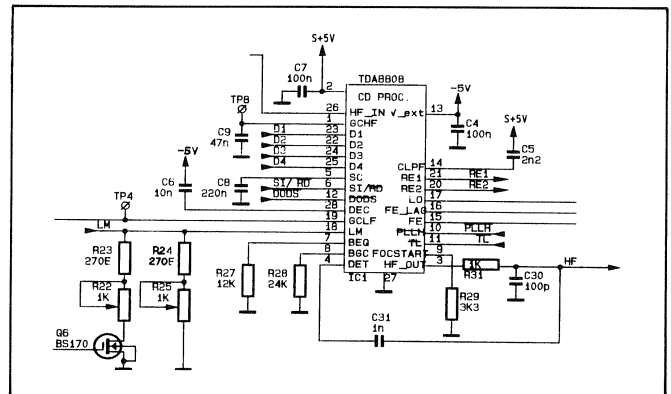 S+5V
C7
100n
2
TDA8808
CD PROC.
-5V
TP8
26 HF_IN v_ext 13
1 GCHF
C4
100n
S+5V
C9
47n
D1 23 D1
D2 22 D2
D3 24 D3
D4 25 D4
CLPF 14
C5
2n2
RE1 21 RE1
RE2 20 RE2
-5V
C6
10n
C8
220n
5 SC
SI/RD 6 SI/RD
DODS 12 DODS
28 DEC
19 GCLF
LO 17
FE_LAG 16
FE 15
TP4
LM 18 LM
PLLH 10 PLLH
TL 11 TL
7 BEQ
8 BGC
4 DET
FOCSTART 9
HF_OUT 3
IC1
27
R23
270E
R24
270E
R22
1K
R25
1K
R27
12K
R28
24K
1K
R31
HF
C30
100p
R29
3K3
C31
1n
Q6
BS170